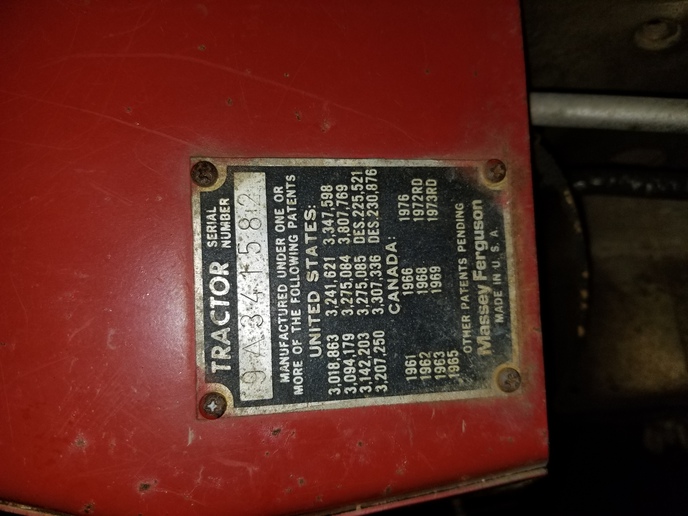 TRACTOR SERIAL NUMBER
9A341582
MANUFACTURED UNDER ONE OR
MORE OF THE FOLLOWING PATENTS
UNITED STATES:
3,018,863 3,241,621 3,347,598
3,094,179 3,275,084 3,807,769
3,142,203 3,275,085 DES.225,521
3,207,250 3,307,336 DES.230,876
CANADA:
1961 1966 1976
1962 1968 1972RD
1963 1969 1973RD
1965
OTHER PATENTS PENDING
Massey Ferguson
MADE IN U.S.A.